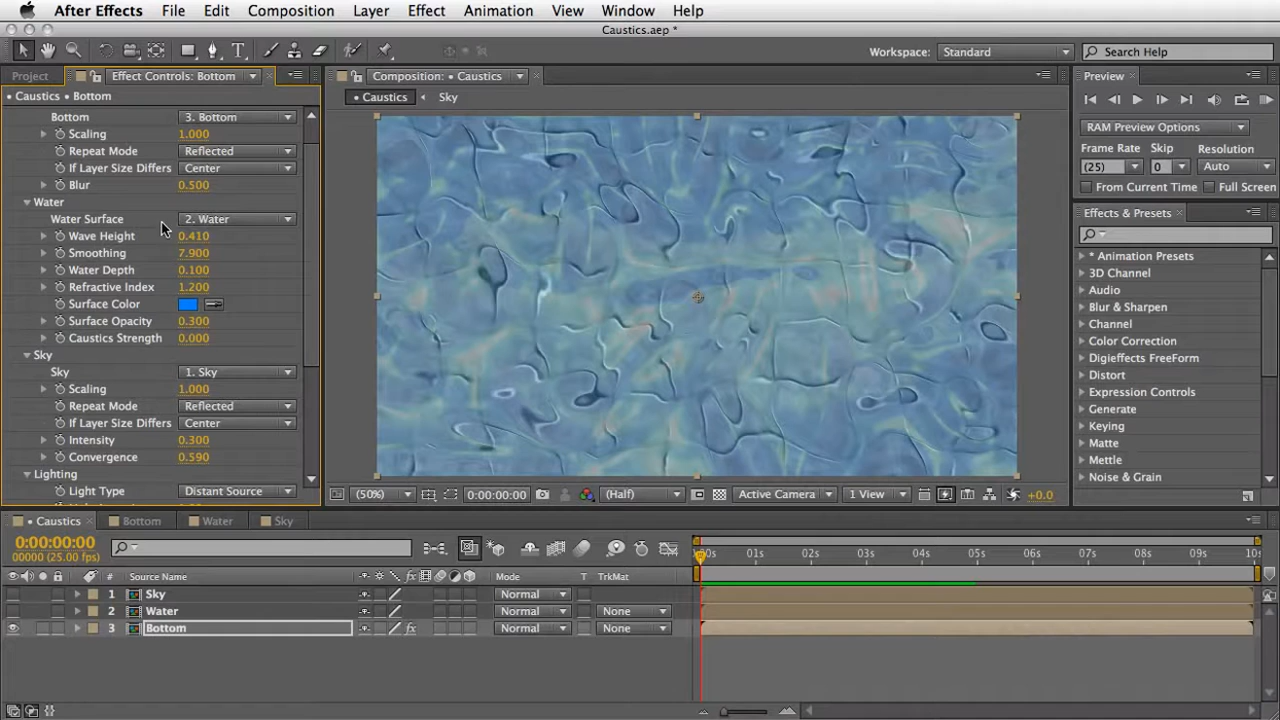 After Effects File Edit Composition Layer Effect Animation View Window Help
Caustics.aep *
Workspace: Standard Search Help
Project Effect Controls: Bottom Composition: • Caustics Preview
• Caustics • Bottom • Caustics Sky
Bottom 3. Bottom
Scaling 1.000
Repeat Mode Reflected
If Layer Size Differs Center
Blur 0.500
Water
Water Surface 2. Water
Wave Height 0.410
Smoothing 7.900
Water Depth 0.100
Refractive Index 1.200
Surface Color
Surface Opacity 0.300
Caustics Strength 0.000
Sky
Sky 1. Sky
Scaling 1.000
Repeat Mode Reflected
If Layer Size Differs Center
Intensity 0.300
Convergence 0.590
Lighting
Light Type Distant Source
RAM Preview Options
Frame Rate Skip Resolution
(25) 0 Auto
From Current Time Full Screen
Effects & Presets
* Animation Presets
3D Channel
Audio
Blur & Sharpen
Channel
Color Correction
Digieffects FreeForm
Distort
Expression Controls
Generate
Keying
Matte
Mettle
Noise & Grain
(50%) 0:00:00:00 (Half) Active Camera 1 View +0.0
• Caustics Bottom Water Sky
0:00:00:00
00000 (25.00 fps)
01s 02s 03s 04s 05s 06s 07s 08s 09s
# Source Name Mode T TrkMat
1 Sky Normal
2 Water Normal None
3 Bottom Normal None